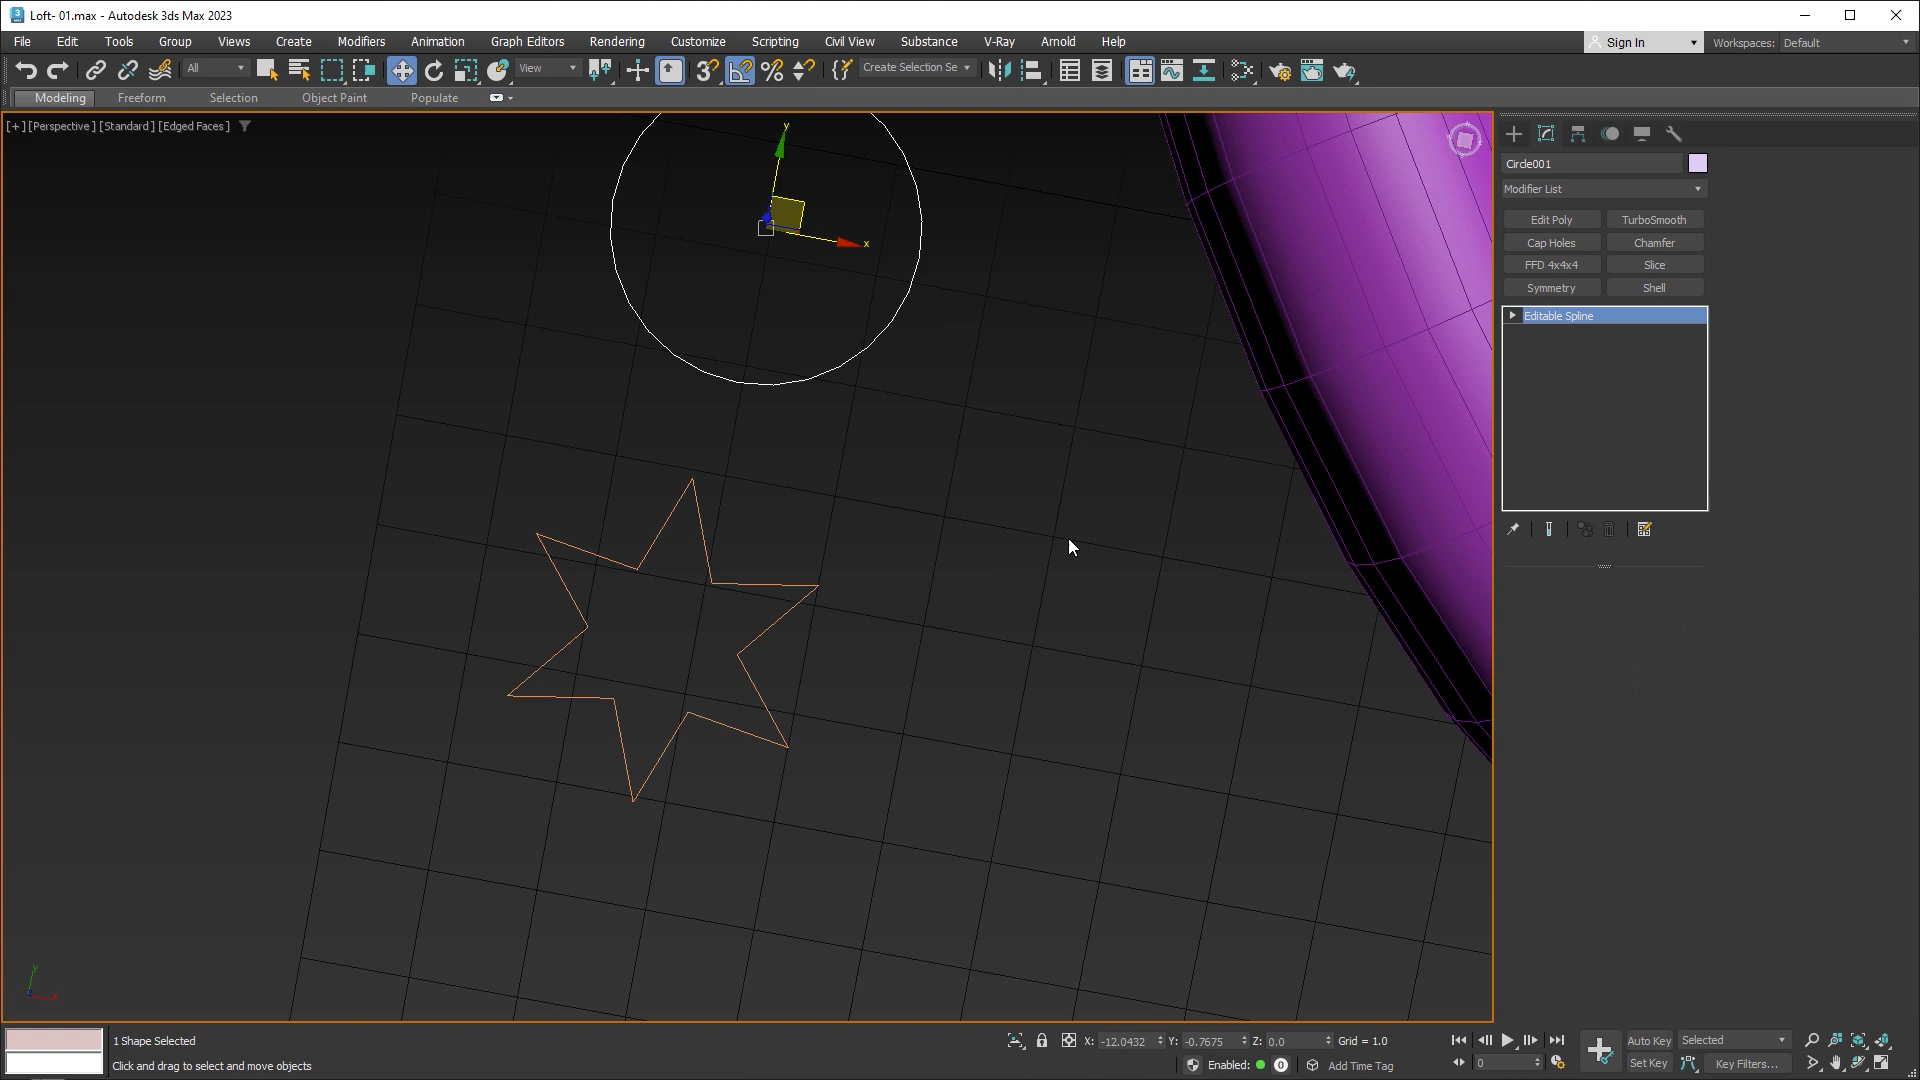 Loft- 01.max - Autodesk 3ds Max 2023
File Edit Tools Group Views Create Modifiers Animation Graph Editors Rendering Customize Scripting Civil View Substance V-Ray Arnold Help
Sign In
Workspaces: Default
All
View
Create Selection Se
Modeling Freeform Selection Object Paint Populate
[+] [Perspective ] [Standard ] [Edged Faces ]
y
x
Circle001
Modifier List
Edit Poly TurboSmooth
Cap Holes Chamfer
FFD 4x4x4 Slice
Symmetry Shell
Editable Spline
y
x
1 Shape Selected
X: -12.0432 Y: -0.7675 Z: 0.0 Grid = 1.0
Auto Key Selected
Click and drag to select and move objects
Enabled: 0 Add Time Tag
0
Set Key Key Filters...